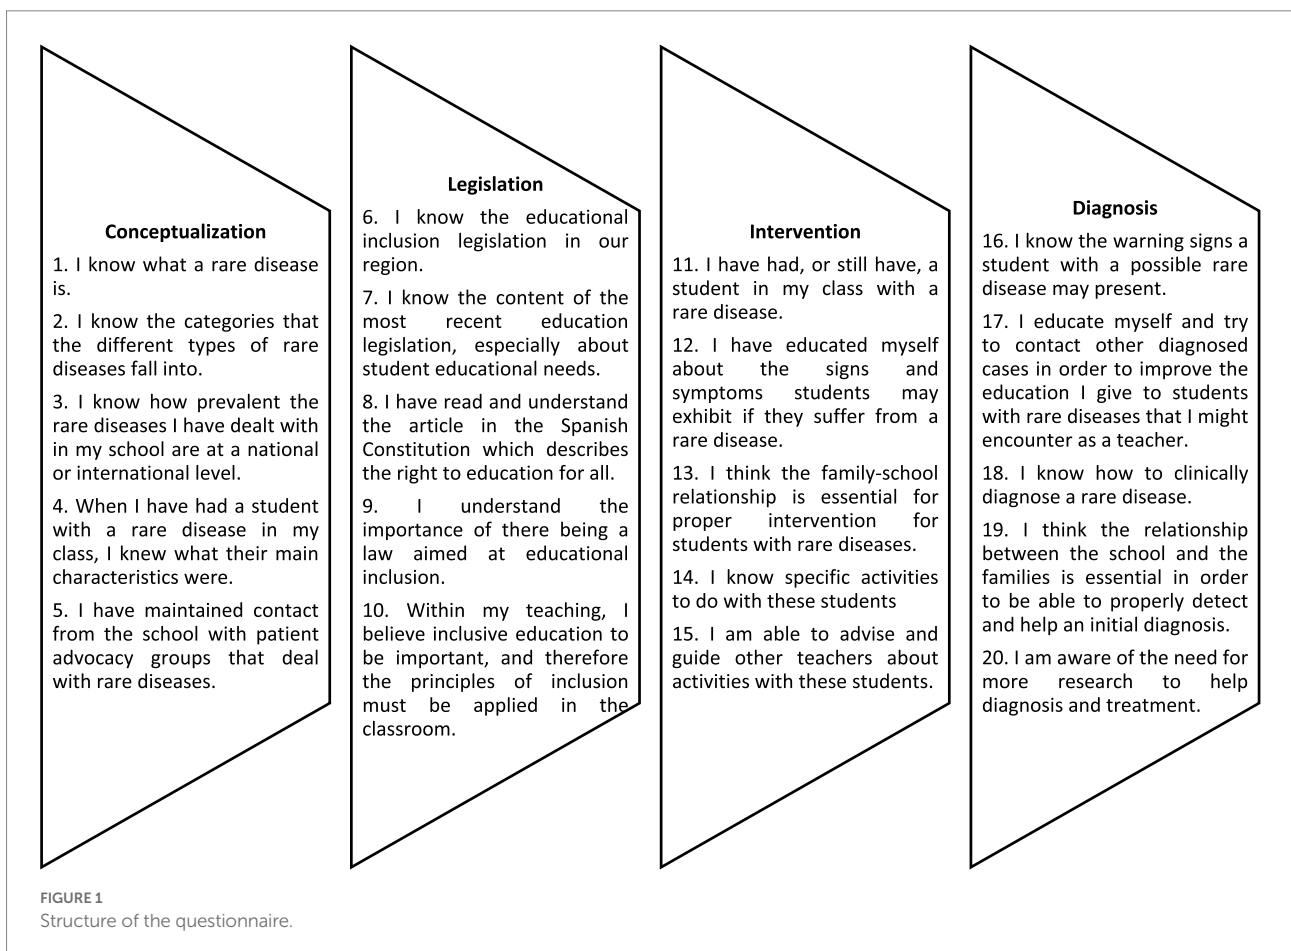 Conceptualization
1. I know what a rare disease
is.
2. I know the categories that
the different types of rare
diseases fall into.
3. I know how prevalent the
rare diseases I have dealt with
in my school are at a national
or international level.
4. When I have had a student
with a rare disease in my
class, I knew what their main
characteristics were.
5. I have maintained contact
from the school with patient
advocacy groups that deal
with rare diseases.
Legislation
6. I know the educational
inclusion legislation in our
region.
7. I know the content of the
most recent education
legislation, especially about
student educational needs.
8. I have read and understand
the article in the Spanish
Constitution which describes
the right to education for all.
9. I understand the
importance of there being a
law aimed at educational
inclusion.
10. Within my teaching, I
believe inclusive education to
be important, and therefore
the principles of inclusion
must be applied in the
classroom.
Intervention
11. I have had, or still have, a
student in my class with a
rare disease.
12. I have educated myself
about the signs and
symptoms students may
exhibit if they suffer from a
rare disease.
13. I think the family-school
relationship is essential for
proper intervention for
students with rare diseases.
14. I know specific activities
to do with these students
15. I am able to advise and
guide other teachers about
activities with these students.
Diagnosis
16. I know the warning signs a
student with a possible rare
disease may present.
17. I educate myself and try
to contact other diagnosed
cases in order to improve the
education I give to students
with rare diseases that I might
encounter as a teacher.
18. I know how to clinically
diagnose a rare disease.
19. I think the relationship
between the school and the
families is essential in order
to be able to properly detect
and help an initial diagnosis.
20. I am aware of the need for
more research to help
diagnosis and treatment.
FIGURE 1
Structure of the questionnaire.